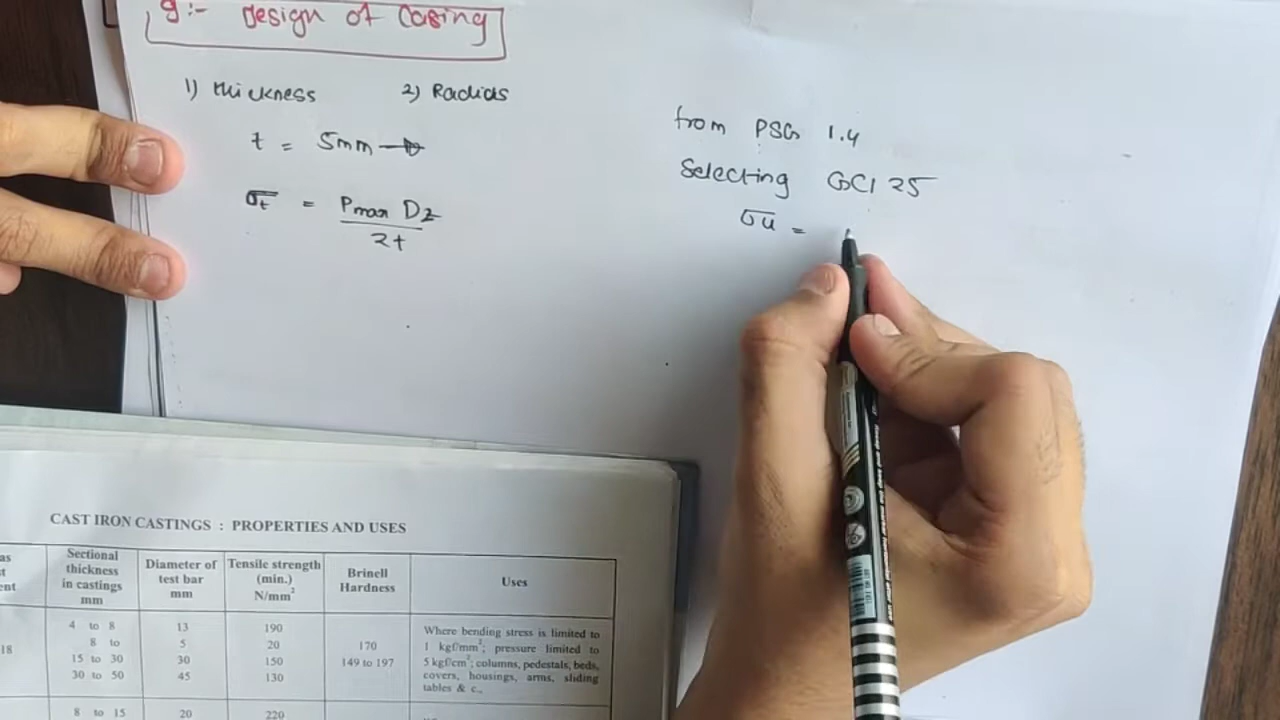 9:- Design of Casing
1) thickness 2) Radius
t = 5mm
σt = Pmax D2
2t
from PSG 1.4
Selecting GCI 25
σu =
CAST IRON CASTINGS : PROPERTIES AND USES
Sectional thickness in castings mm
Diameter of test bar mm
Tensile strength (min.) N/mm²
Brinell Hardness
Uses
18
4 to 8 13 190
8 to 5 20
15 to 30 30 150
30 to 50 45 130
170
149 to 197
Where bending stress is limited to
1 kgf/mm²; pressure limited to
5 kgf/cm²; columns, pedestals, beds,
covers, housings, arms, sliding
tables & c.,
8 to 15 20 220